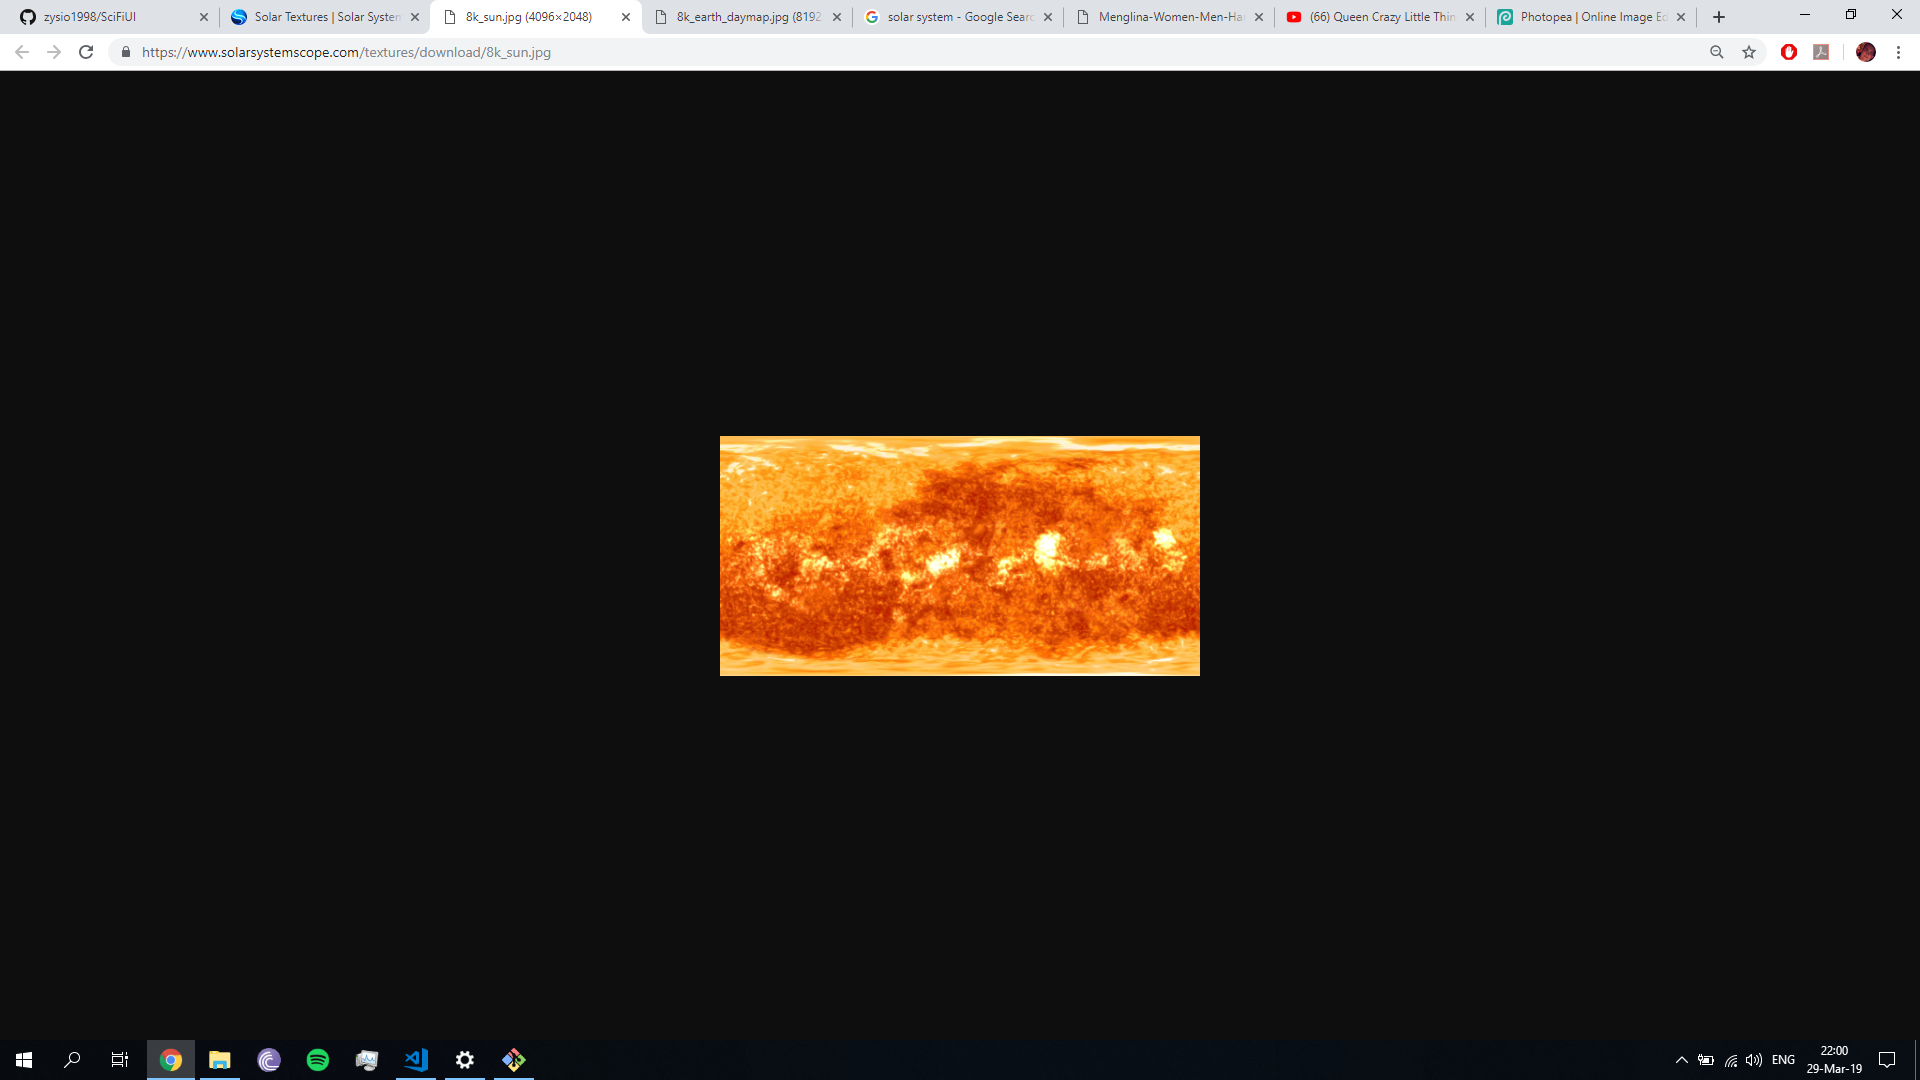 zysio1998/SciFiUI
Solar Textures | Solar System
8k_sun.jpg (4096×2048)
8k_earth_daymap.jpg (8192
solar system - Google Searc
Menglina-Women-Men-Ha
(66) Queen Crazy Little Thin
Photopea | Online Image Ed
https://www.solarsystemscope.com/textures/download/8k_sun.jpg
ENG
22:00
29-Mar-19